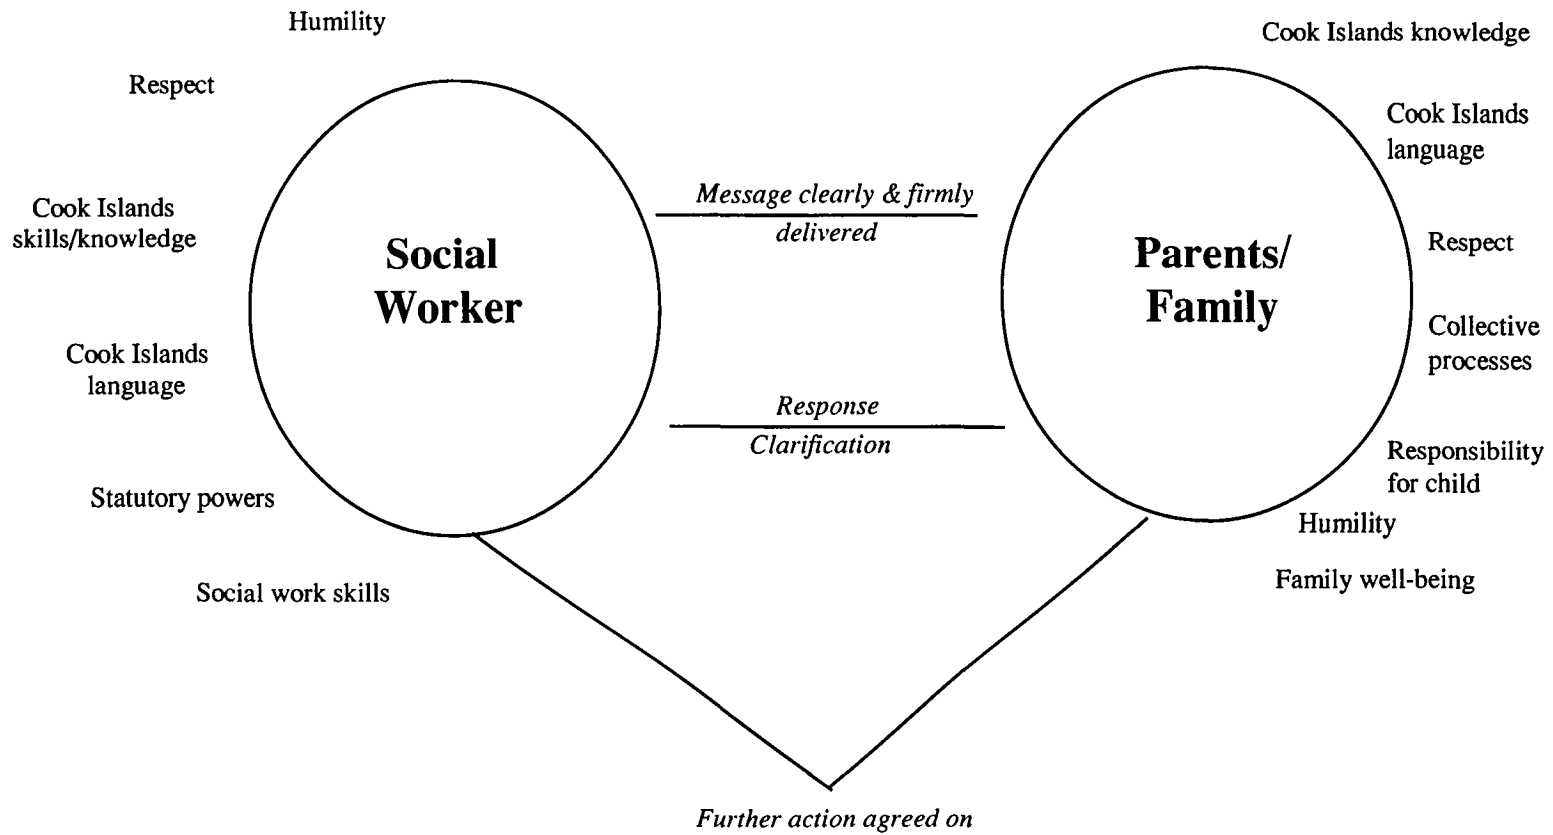 Humility
Respect
Cook Islands
skills/knowledge
Cook Islands
language
Statutory powers
Social work skills
Social
Worker
Message clearly & firmly
delivered
Response
Clarification
Parents/
Family
Cook Islands knowledge
Cook Islands
language
Respect
Collective
processes
Responsibility
for child
Humility
Family well-being
Further action agreed on